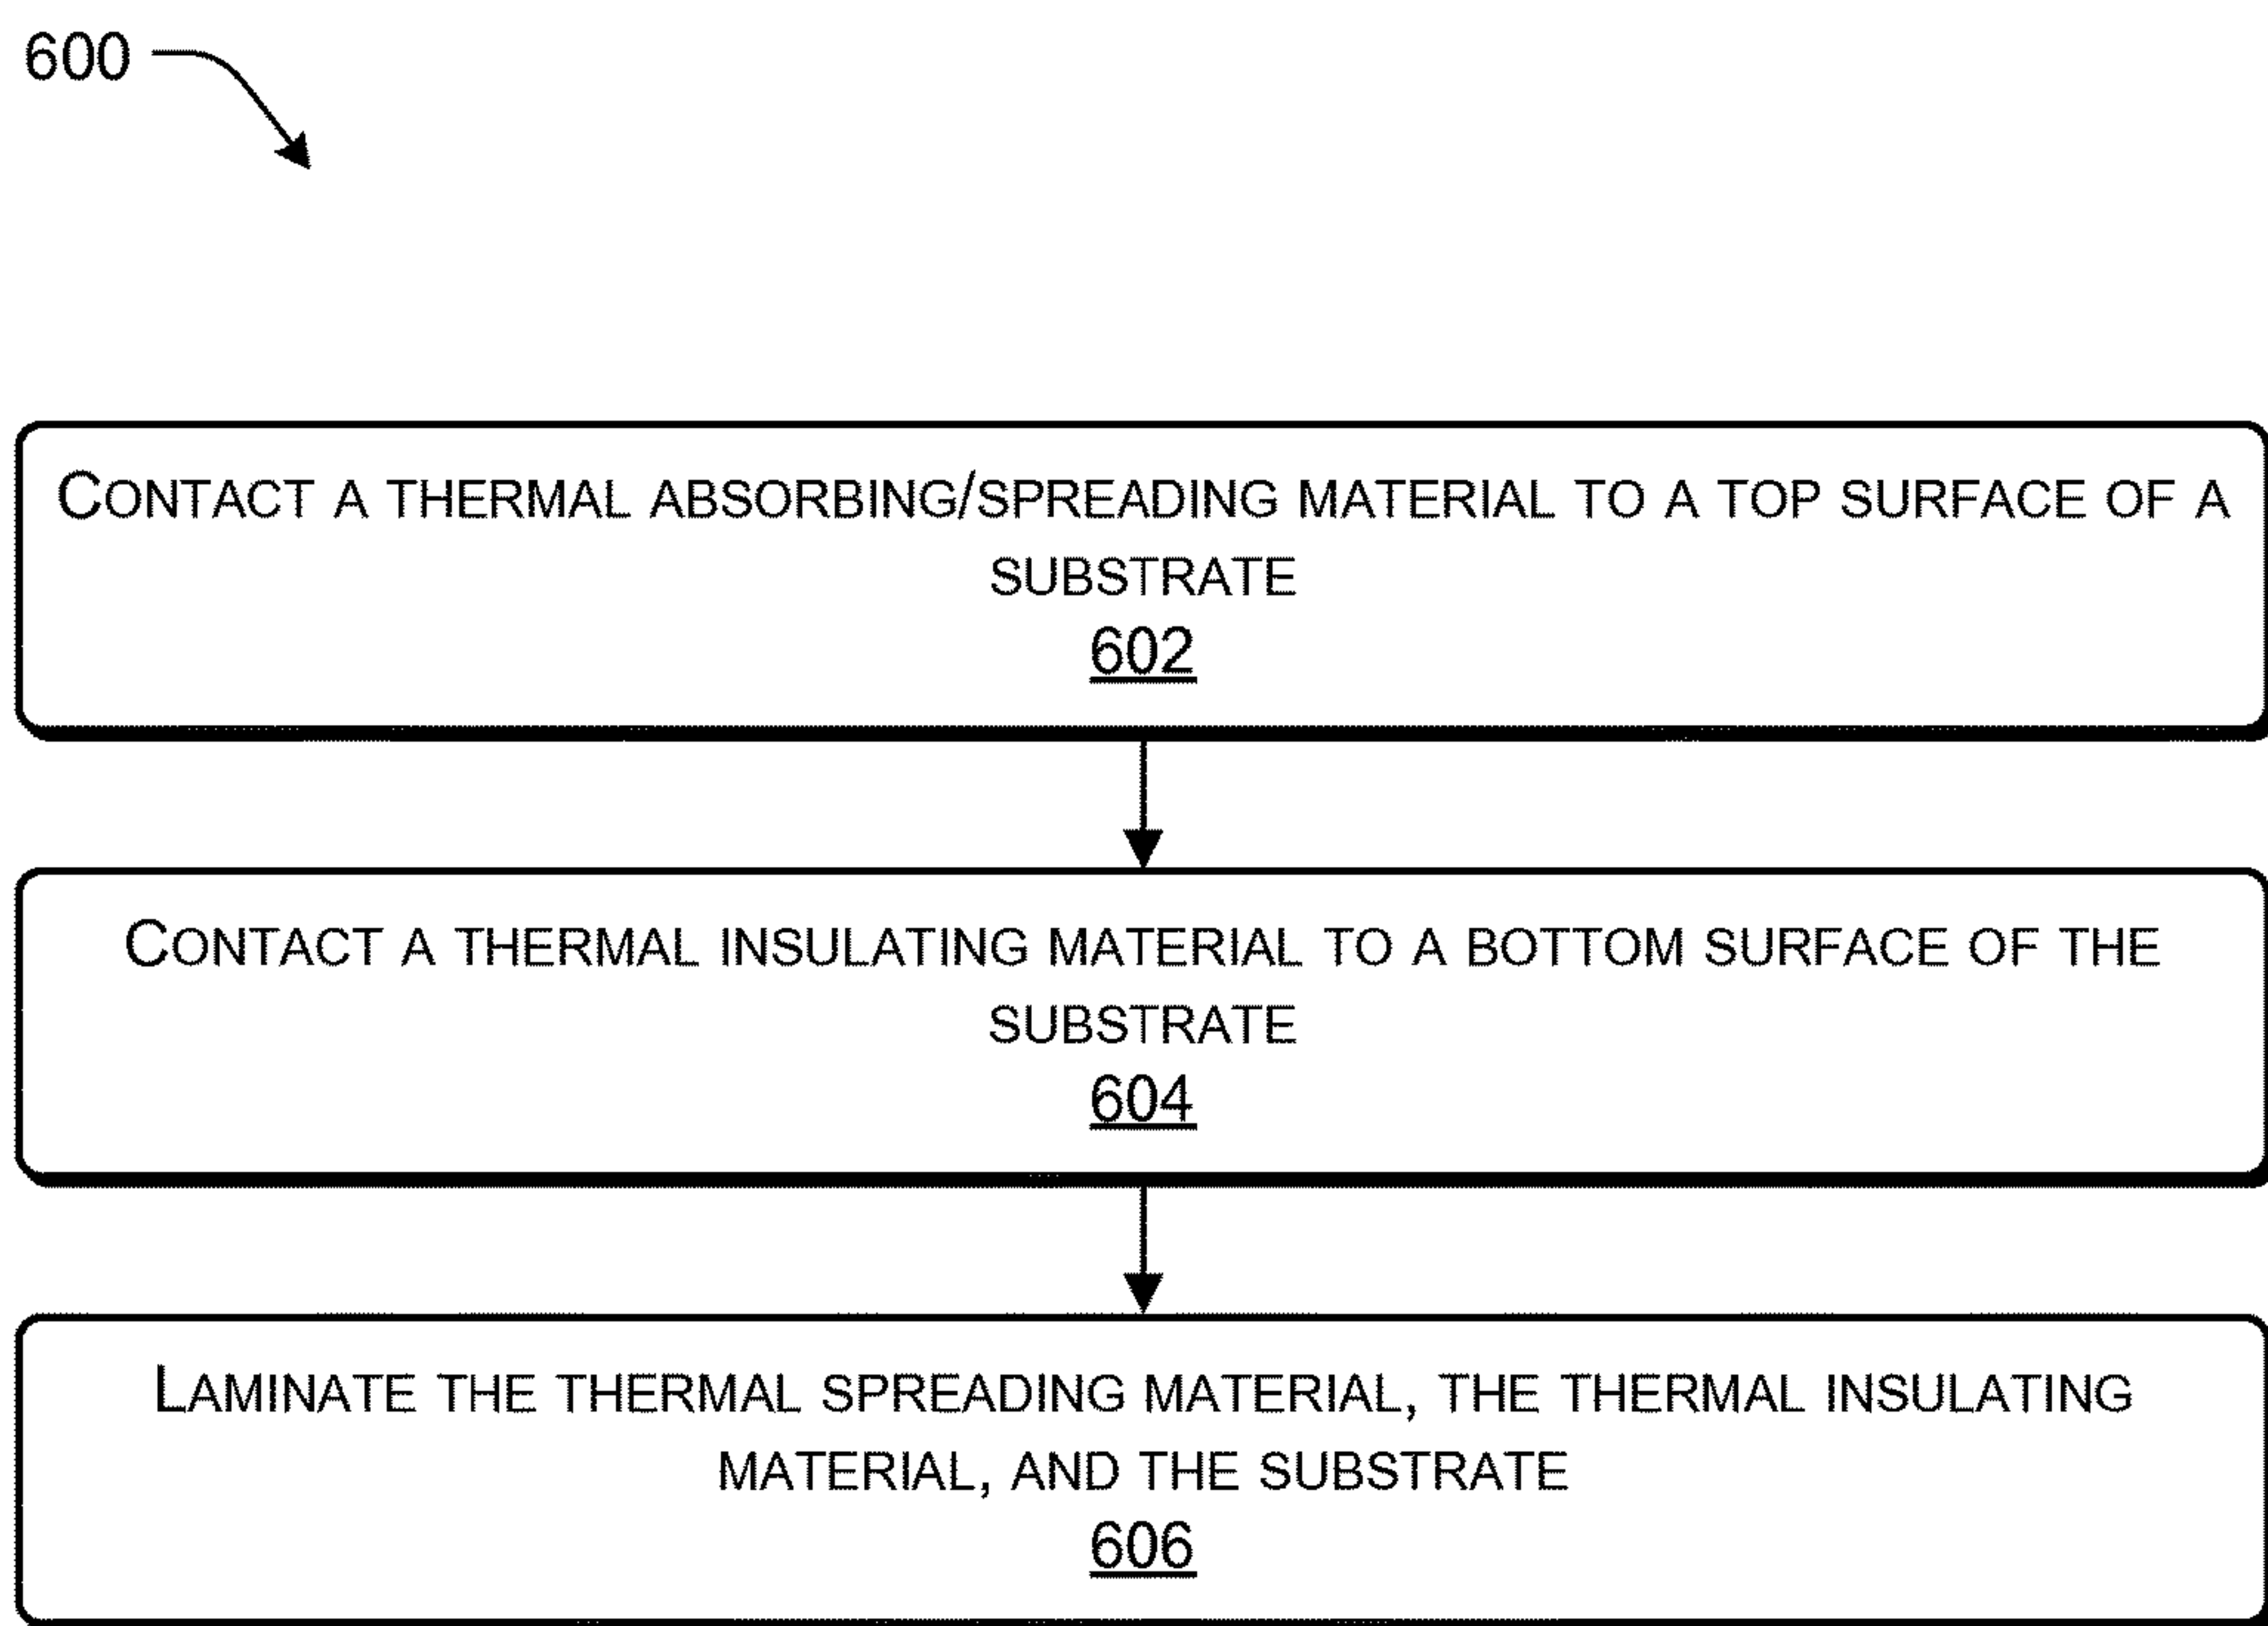 600
CONTACT A THERMAL ABSORBING/SPREADING MATERIAL TO A TOP SURFACE OF A
SUBSTRATE
602
CONTACT A THERMAL INSULATING MATERIAL TO A BOTTOM SURFACE OF THE
SUBSTRATE
604
LAMINATE THE THERMAL SPREADING MATERIAL, THE THERMAL INSULATING
MATERIAL, AND THE SUBSTRATE
606